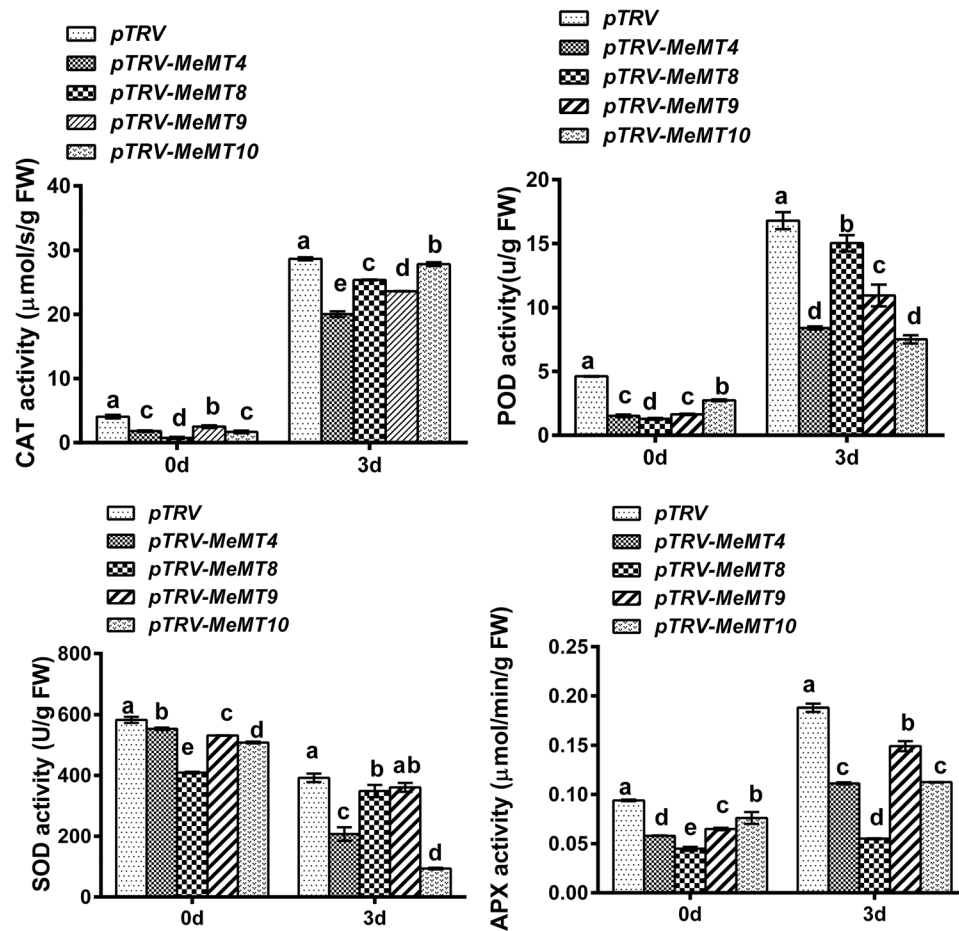 pTRV
pTRV-MeMT4
pTRV-MeMT8
pTRV-MeMT9
pTRV-MeMT10
CAT activity (μmol/s/g FW)
40
30
20
10
0
a
c
d
b
c
a
e
c
d
b
0d
3d
pTRV
pTRV-MeMT4
pTRV-MeMT8
pTRV-MeMT9
pTRV-MeMT10
POD activity(u/g FW)
20
15
10
5
0
a
c
d
c
b
a
d
b
c
d
0d
3d
pTRV
pTRV-MeMT4
pTRV-MeMT8
pTRV-MeMT9
pTRV-MeMT10
SOD activity (U/g FW)
800
600
400
200
0
a
b
e
c
d
a
c
b
ab
d
0d
3d
pTRV
pTRV-MeMT4
pTRV-MeMT8
pTRV-MeMT9
pTRV-MeMT10
APX activity (μmol/min/g FW)
0.25
0.20
0.15
0.10
0.05
0.00
a
d
e
c
b
a
c
d
b
c
0d
3d